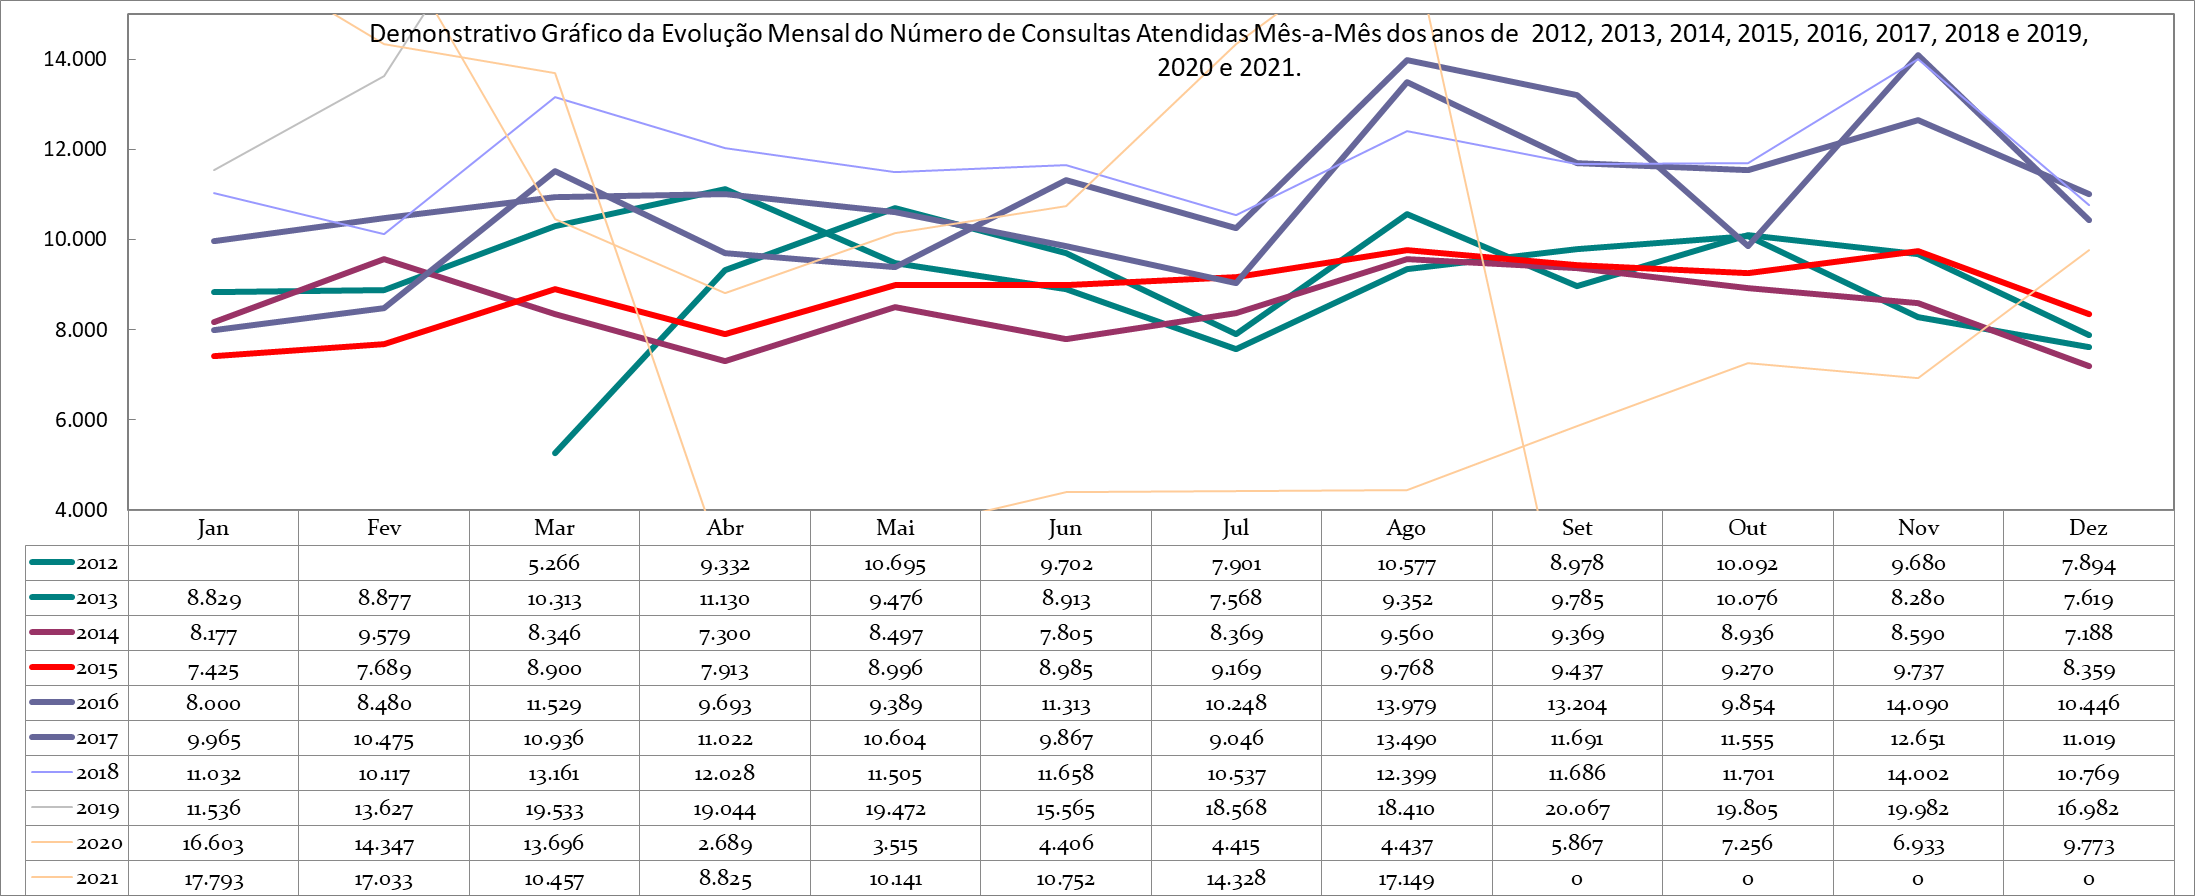 Demonstrativo Gráfico da Evolução Mensal do Número de Consultas Atendidas Mês-a-Mês dos anos de  2012, 2013, 2014, 2015, 2016, 2017, 2018 e 2019,
2020 e 2021.
14.000
12.000
10.000
8.000
6.000
4.000
Jan Fev Mar Abr Mai Jun Jul Ago Set Out Nov Dez
2012 5.266 9.332 10.695 9.702 7.901 10.577 8.978 10.092 9.680 7.894
2013 8.829 8.877 10.313 11.130 9.476 8.913 7.568 9.352 9.785 10.076 8.280 7.619
2014 8.177 9.579 8.346 7.300 8.497 7.805 8.369 9.560 9.369 8.936 8.590 7.188
2015 7.425 7.689 8.900 7.913 8.996 8.985 9.169 9.768 9.437 9.270 9.737 8.359
2016 8.000 8.480 11.529 9.693 9.389 11.313 10.248 13.979 13.204 9.854 14.090 10.446
2017 9.965 10.475 10.936 11.022 10.604 9.867 9.046 13.490 11.691 11.555 12.651 11.019
2018 11.032 10.117 13.161 12.028 11.505 11.658 10.537 12.399 11.686 11.701 14.002 10.769
2019 11.536 13.627 19.533 19.044 19.472 15.565 18.568 18.410 20.067 19.805 19.982 16.982
2020 16.603 14.347 13.696 2.689 3.515 4.406 4.415 4.437 5.867 7.256 6.933 9.773
2021 17.793 17.033 10.457 8.825 10.141 10.752 14.328 17.149 0 0 0 0